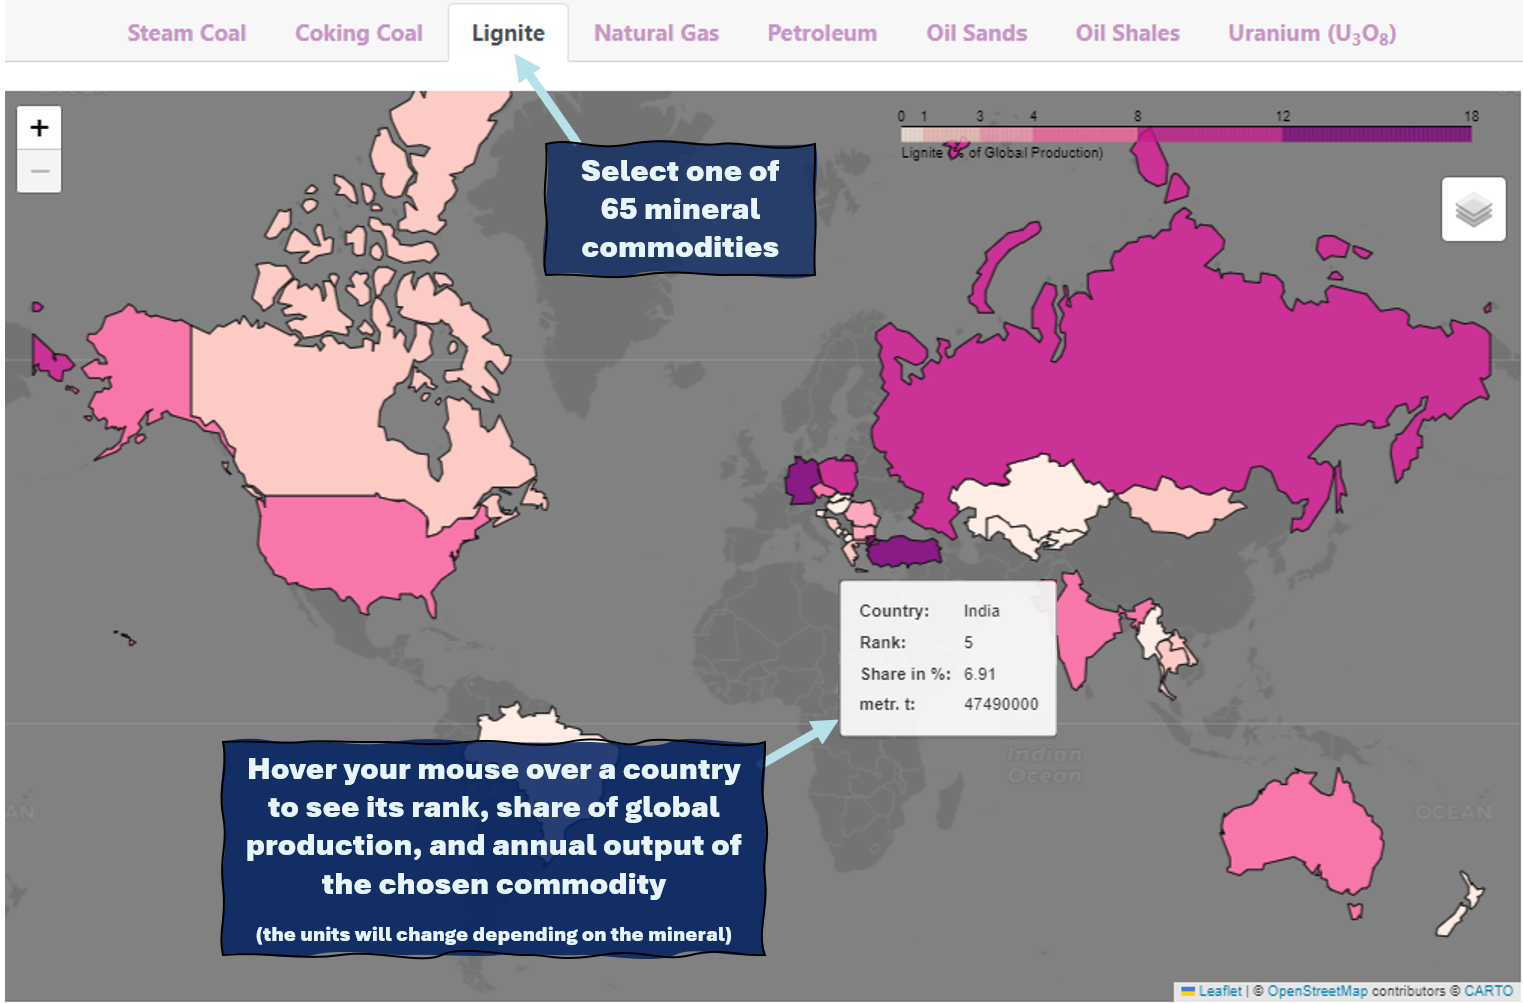 Steam Coal Coking Coal Lignite Natural Gas Petroleum Oil Sands Oil Shales Uranium (U₃O₈)
+
−
0 1 3 4 8 12 18
Lignite (% of Global Production)
Select one of
65 mineral
commodities
Country: India
Rank: 5
Share in %: 6.91
metr. t: 47490000
Indian
Ocean
OCEAN
Hover your mouse over a country
to see its rank, share of global
production, and annual output of
the chosen commodity
(the units will change depending on the mineral)
Leaflet | © OpenStreetMap contributors © CARTO